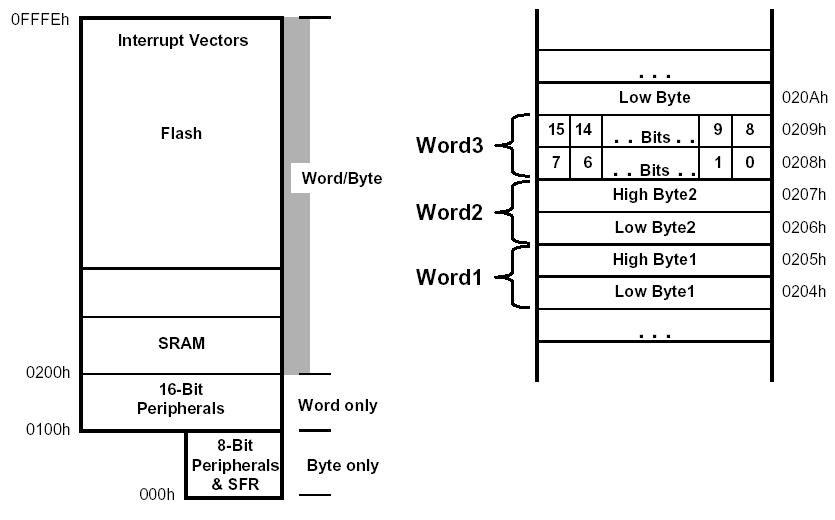 0FFFEh
Interrupt Vectors
Flash
Word/Byte
SRAM
0200h
16-Bit
Peripherals
Word only
0100h
8-Bit
Peripherals
& SFR
Byte only
000h
. . .
Low Byte
020Ah
Word3
15 14 . . Bits . . 9 8
0209h
7 6 . . Bits . . 1 0
0208h
Word2
High Byte2
0207h
Low Byte2
0206h
Word1
High Byte1
0205h
Low Byte1
0204h
. . .